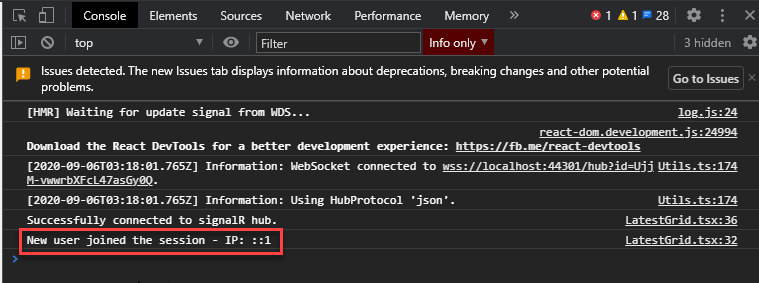 Console Elements Sources Network Performance Memory » 1 1 28
top ▼ Filter Info only ▼ 3 hidden
Issues detected. The new Issues tab displays information about deprecations, breaking changes and other potential
problems.
Go to Issues
[HMR] Waiting for update signal from WDS... log.js:24
react-dom.development.js:24994
Download the React DevTools for a better development experience: https://fb.me/react-devtools
[2020-09-06T03:18:01.765Z] Information: WebSocket connected to wss://localhost:44301/hub?id=Ujj Utils.ts:174
M-vwwrbXFcL47asGy0Q.
[2020-09-06T03:18:01.765Z] Information: Using HubProtocol 'json'. Utils.ts:174
Successfully connected to signalR hub. LatestGrid.tsx:36
New user joined the session - IP: ::1 LatestGrid.tsx:32
>